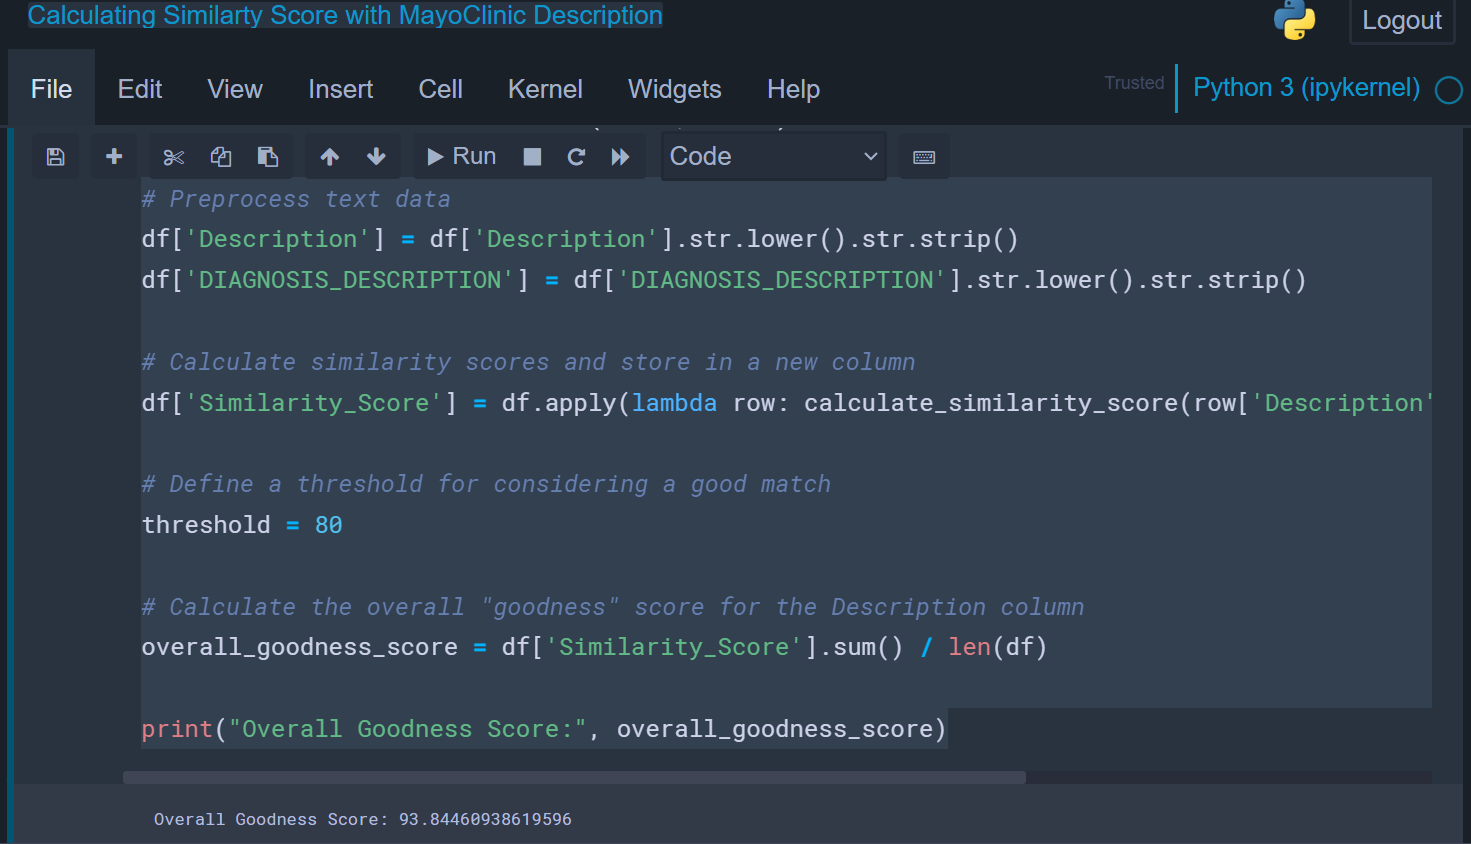 Calculating Similarty Score with MayoClinic Description
Logout
File Edit View Insert Cell Kernel Widgets Help Trusted Python 3 (ipykernel)
Run Code
# Preprocess text data
df['Description'] = df['Description'].str.lower().str.strip()
df['DIAGNOSIS_DESCRIPTION'] = df['DIAGNOSIS_DESCRIPTION'].str.lower().str.strip()
# Calculate similarity scores and store in a new column
df['Similarity_Score'] = df.apply(lambda row: calculate_similarity_score(row['Description'
# Define a threshold for considering a good match
threshold = 80
# Calculate the overall "goodness" score for the Description column
overall_goodness_score = df['Similarity_Score'].sum() / len(df)
print("Overall Goodness Score:", overall_goodness_score)
Overall Goodness Score: 93.84460938619596